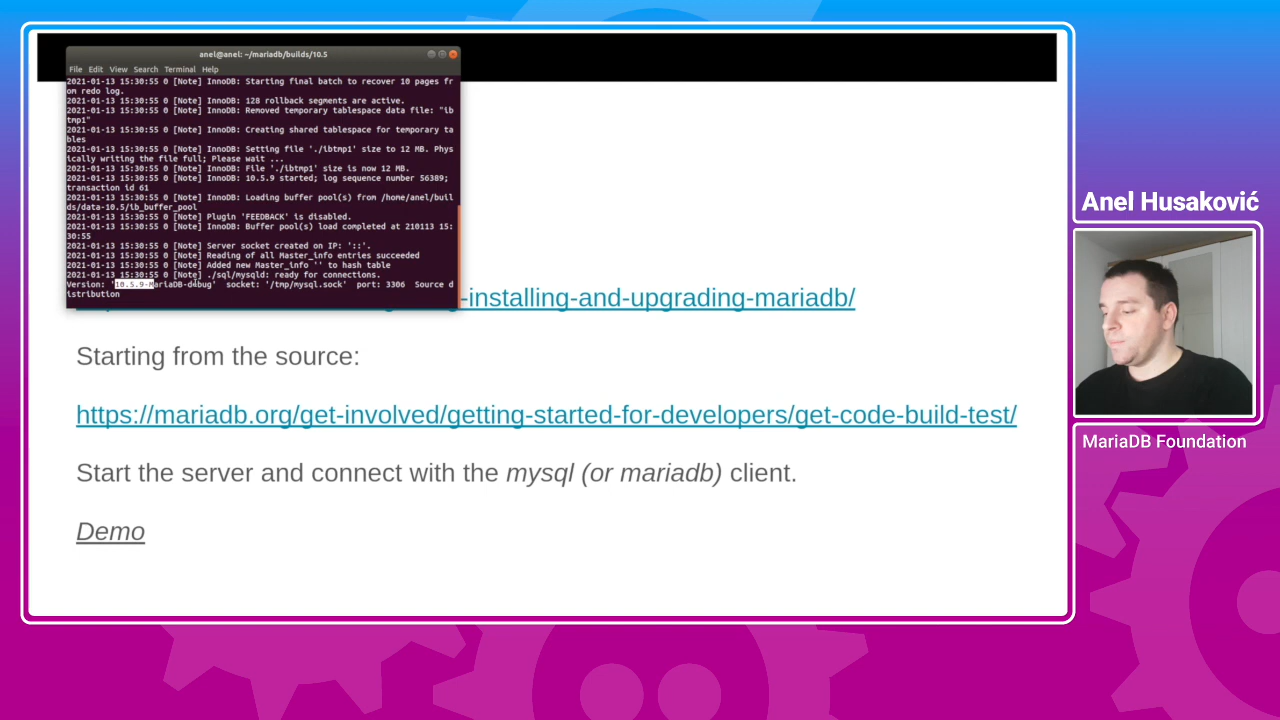 anel@anel: ~/mariadb/builds/10.5
File Edit View Search Terminal Help
2021-01-13 15:30:55 0 [Note] InnoDB: Starting final batch to recover 10 pages fr
om redo log.
2021-01-13 15:30:55 0 [Note] InnoDB: 128 rollback segments are active.
2021-01-13 15:30:55 0 [Note] InnoDB: Removed temporary tablespace data file: "ib
tmp1"
2021-01-13 15:30:55 0 [Note] InnoDB: Creating shared tablespace for temporary ta
bles
2021-01-13 15:30:55 0 [Note] InnoDB: Setting file './ibtmp1' size to 12 MB. Phys
ically writing the file full; Please wait ...
2021-01-13 15:30:55 0 [Note] InnoDB: File './ibtmp1' size is now 12 MB.
2021-01-13 15:30:55 0 [Note] InnoDB: 10.5.9 started; log sequence number 56389;
transaction id 61
2021-01-13 15:30:55 0 [Note] InnoDB: Loading buffer pool(s) from /home/anel/buil
ds/data-10.5/ib_buffer_pool
2021-01-13 15:30:55 0 [Note] Plugin 'FEEDBACK' is disabled.
2021-01-13 15:30:55 0 [Note] InnoDB: Buffer pool(s) load completed at 210113 15:
30:55
2021-01-13 15:30:55 0 [Note] Server socket created on IP: '::'.
2021-01-13 15:30:55 0 [Note] Reading of all Master_info entries succeeded
2021-01-13 15:30:55 0 [Note] Added new Master_info '' to hash table
2021-01-13 15:30:55 0 [Note] ./sql/mysqld: ready for connections.
Version: '10.5.9-MariaDB-debug' socket: '/tmp/mysql.sock' port: 3306 Source d
istribution
-installing-and-upgrading-mariadb/
Starting from the source:
https://mariadb.org/get-involved/getting-started-for-developers/get-code-build-test/
Start the server and connect with the mysql (or mariadb) client.
Demo
Anel Husaković
MariaDB Foundation